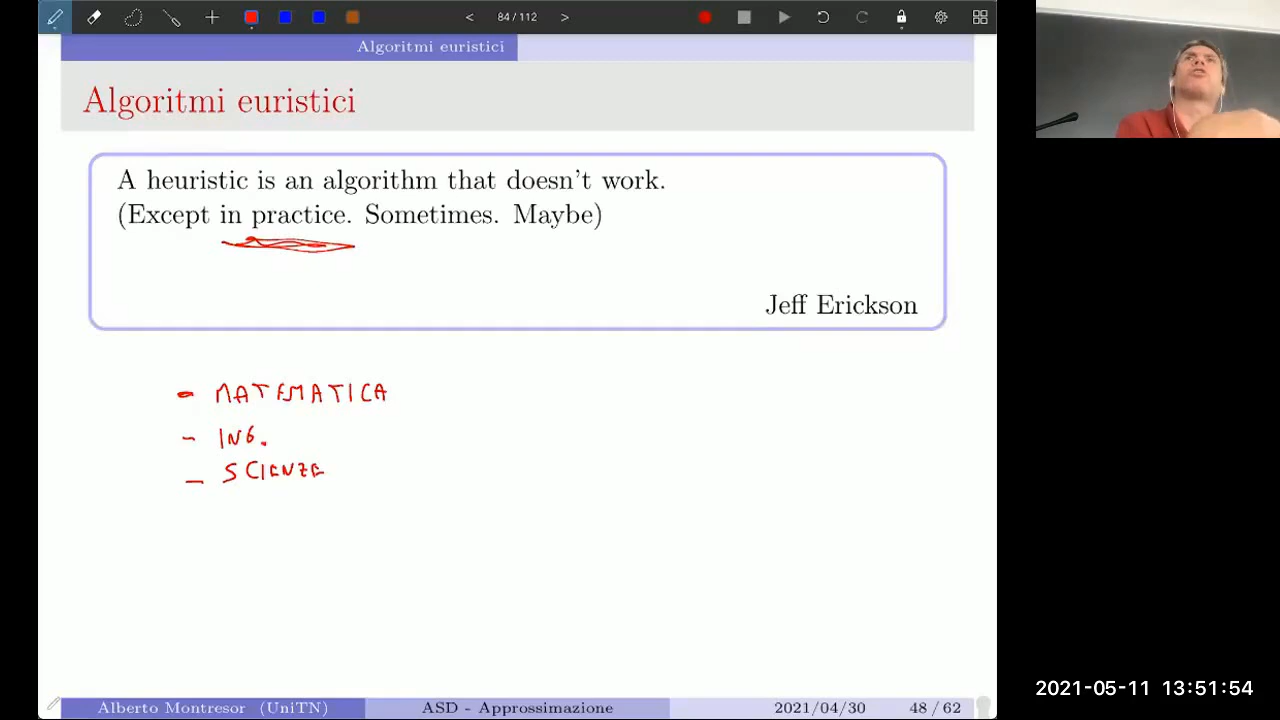 84 / 112
Algoritmi euristici
Algoritmi euristici
A heuristic is an algorithm that doesn't work.
(Except in practice. Sometimes. Maybe)
Jeff Erickson
- MATEMATICA
- ING.
- SCIENZE
Alberto Montresor (UniTN) ASD - Approssimazione 2021/04/30 48 / 62
2021-05-11 13:51:54